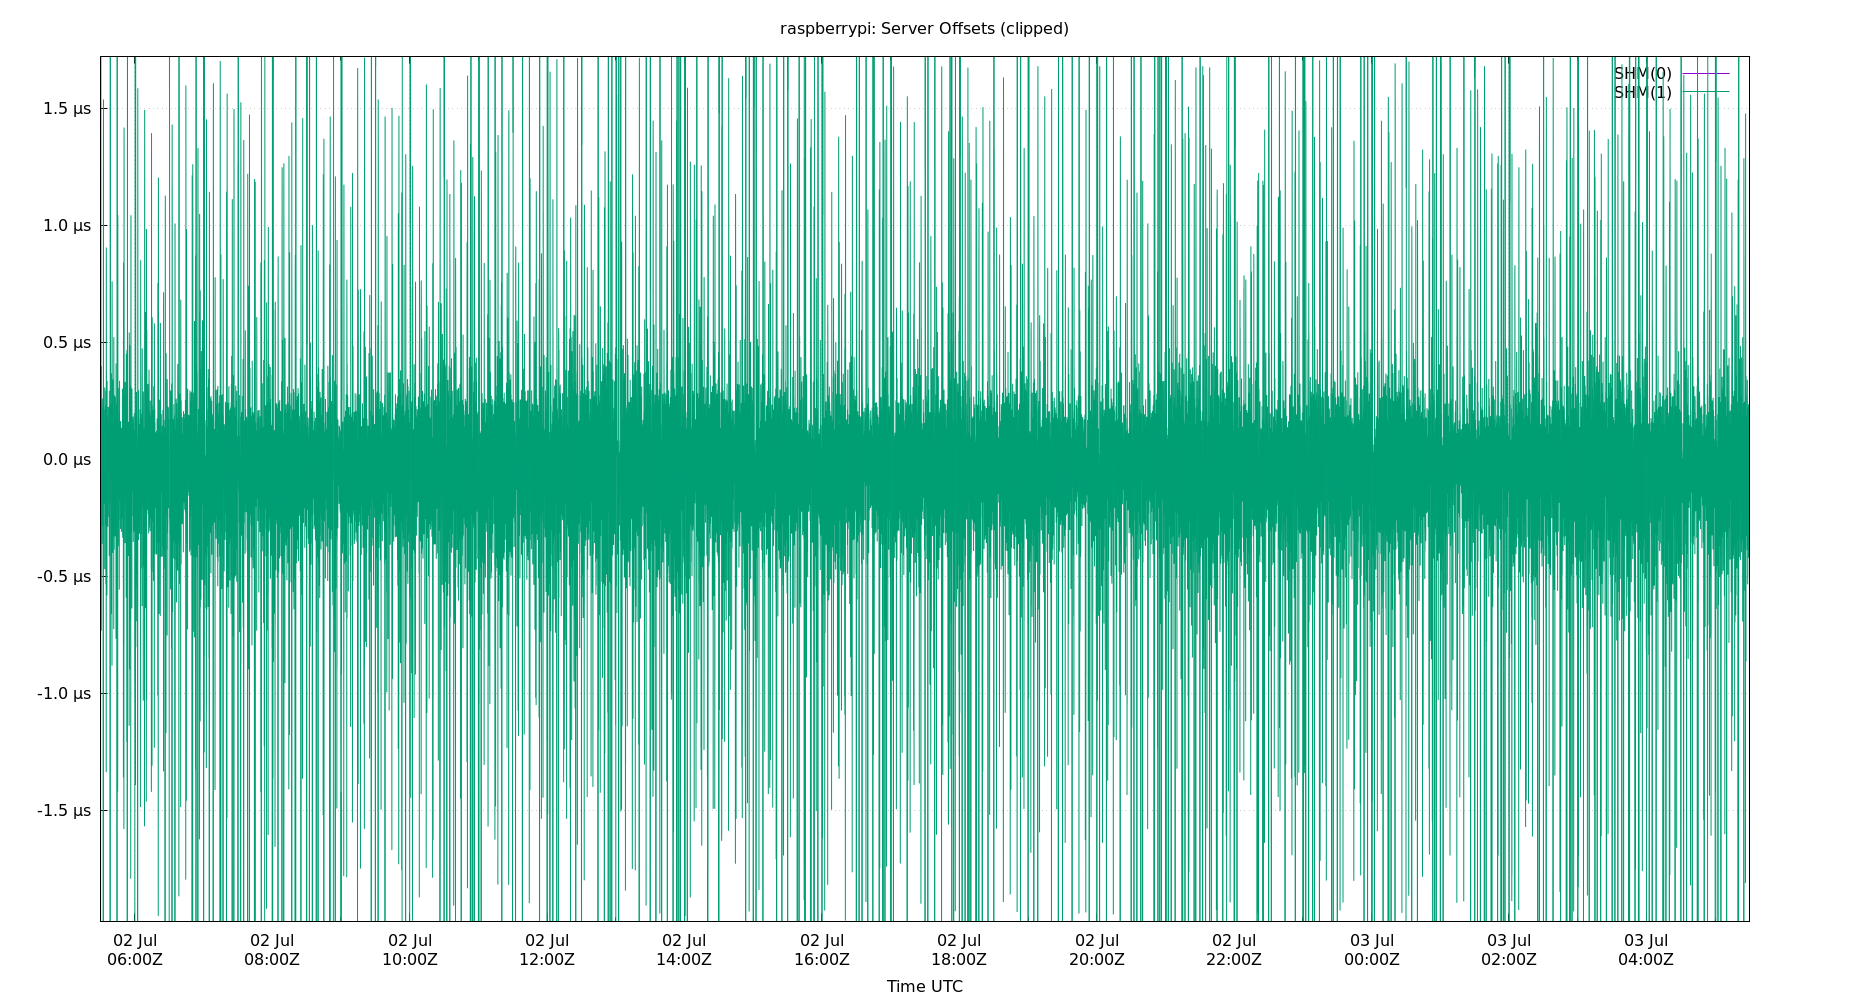 raspberrypi: Server Offsets (clipped)
SHM(0)
SHM(1)
1.5 µs
1.0 µs
0.5 µs
0.0 µs
-0.5 µs
-1.0 µs
-1.5 µs
02 Jul 02 Jul 02 Jul 02 Jul 02 Jul 02 Jul 02 Jul 02 Jul 02 Jul 03 Jul 03 Jul 03 Jul
06:00Z 08:00Z 10:00Z 12:00Z 14:00Z 16:00Z 18:00Z 20:00Z 22:00Z 00:00Z 02:00Z 04:00Z
Time UTC